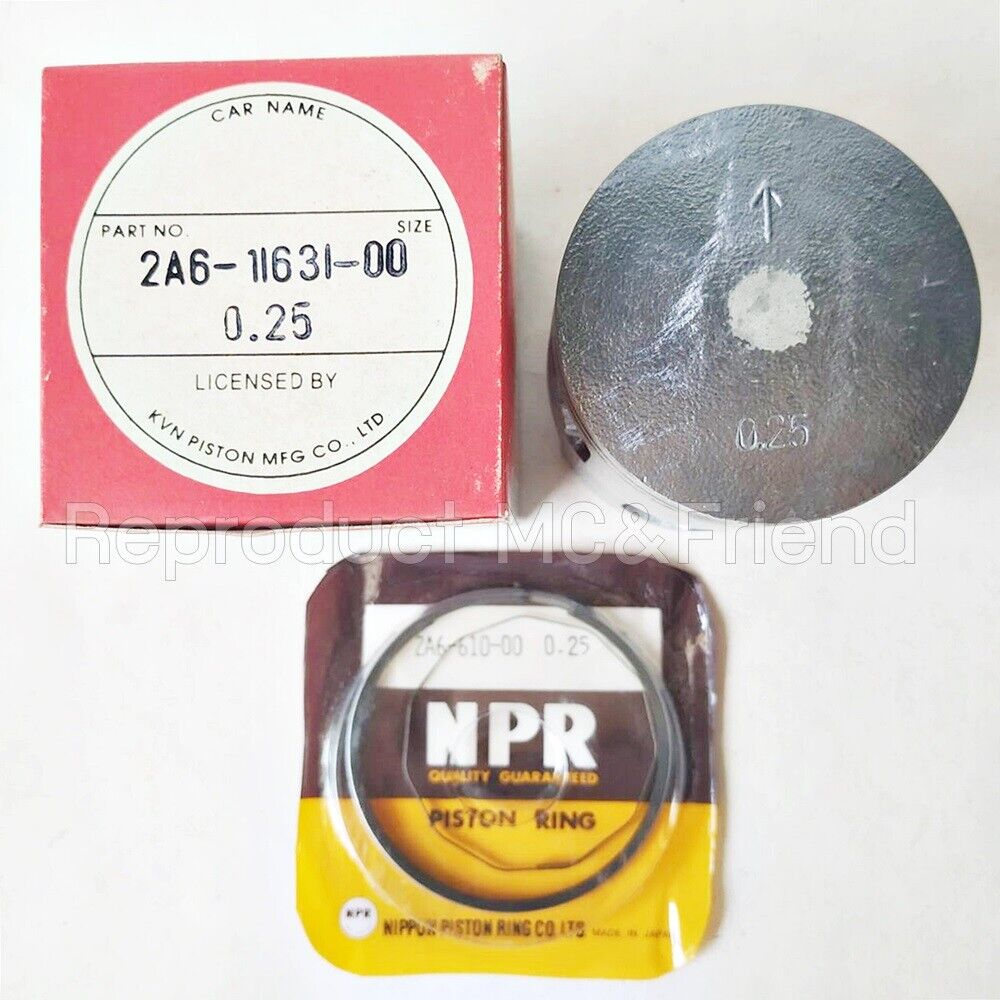 CAR NAME
PART NO. SIZE
2A6-11631-00
0.25
LICENSED BY
KVN PISTON MFG CO., LTD
↑
0.25
Reproduct MC&Friend
2A6-610-00 0.25
NPR
QUALITY GUARANTEED
PISTON RING
NPR
NIPPON PISTON RING CO. LTD. MADE IN JAPAN